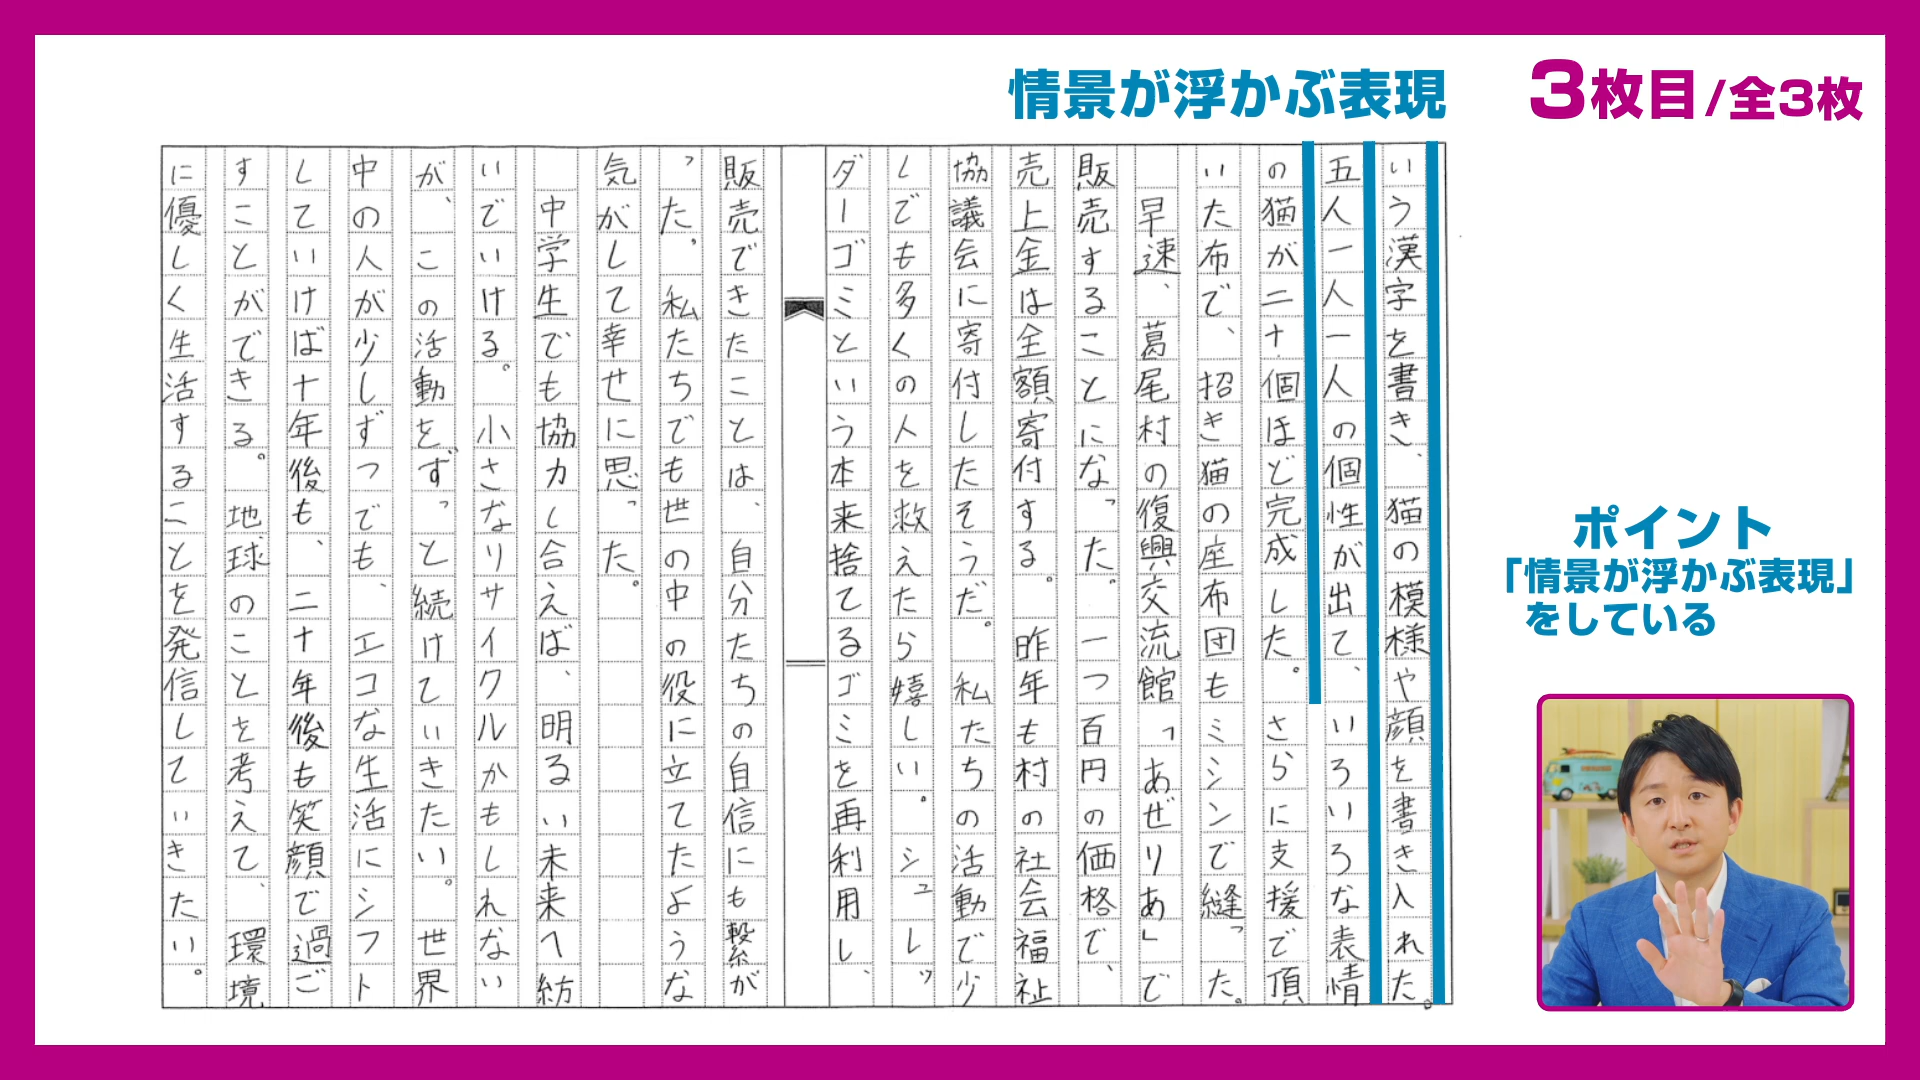 情景が浮かぶ表現
3枚目/全3枚
いう漢字を書き、猫の模様や顔を書き入れた。
五人一人一人の個性が出て、いろいろな表情
の猫が二十個ほど完成した。さらに支援で頂
いた布で、招き猫の座布団もミシンで縫った。
早速、葛尾村の復興交流館「あぜりあ」で
販売することになった。一つ百円の価格で、
売上金は全額寄付する。昨年も村の社会福祉
協議会に寄付したそうだ。私たちの活動で少
しでも多くの人を救えたら嬉しい。シュレッ
ダーゴミという本来捨てるゴミを再利用し、
販売できたことは、自分たちの自信にも繋が
った。私たちでも世の中の役に立てたような
気がして幸せに思った。
中学生でも協力し合えば、明るい未来へ紡
いでいける。小さなリサイクルかもしれない
が、この活動を、ずっと続けていきたい。世界
中の人が少しずつでも、エコな生活にシフト
していけば十年後も、二十年後も笑顔で過ご
すことができる。地球のことを考えて、環境
に優しく生活することを発信していきたい。
ポイント
「情景が浮かぶ表現」
をしている